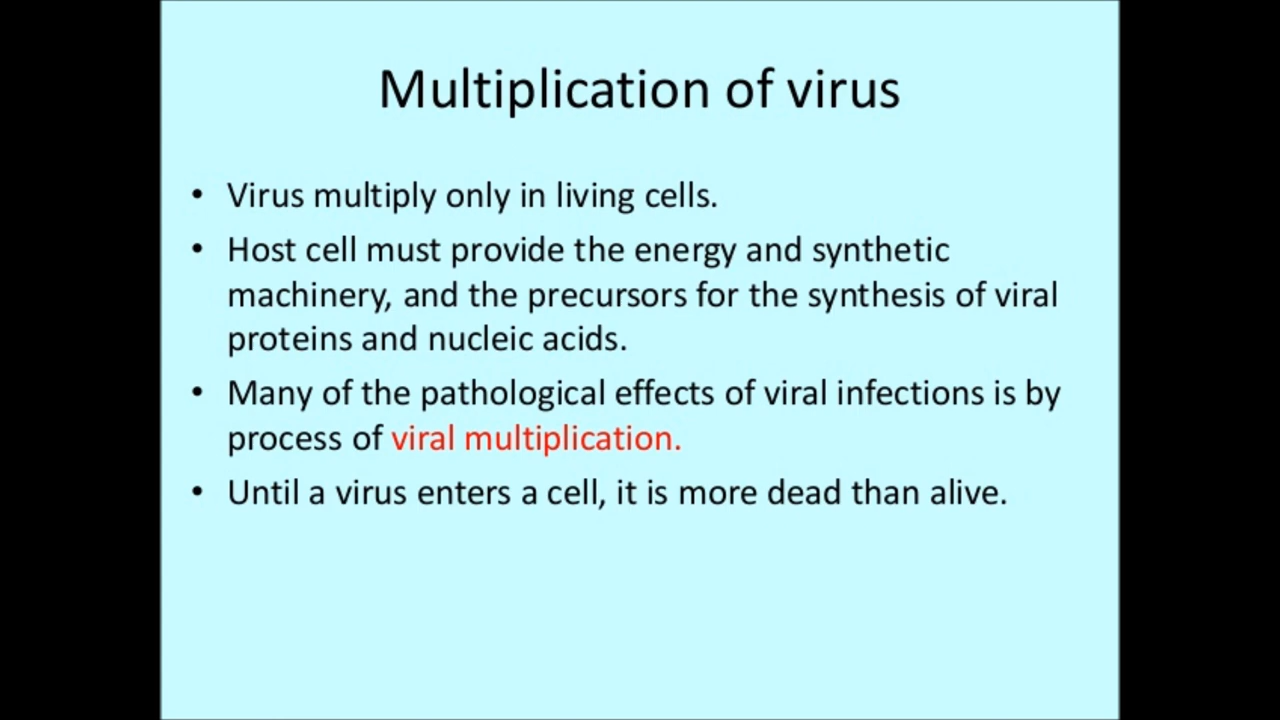 Multiplication of virus
• Virus multiply only in living cells.
• Host cell must provide the energy and synthetic
machinery, and the precursors for the synthesis of viral
proteins and nucleic acids.
• Many of the pathological effects of viral infections is by
process of viral multiplication.
• Until a virus enters a cell, it is more dead than alive.